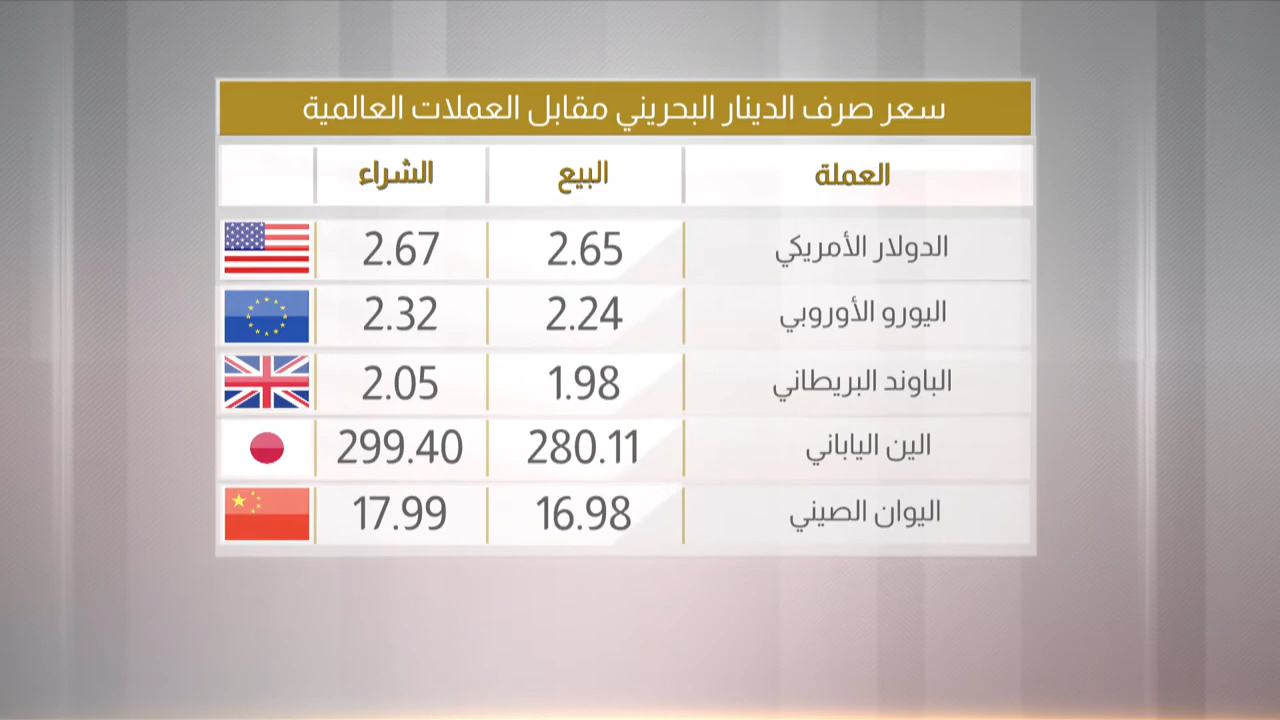 سعر صرف الدينار البحريني مقابل العملات العالمية
العملة البيع الشراء
الدولار الأمريكي 2.65 2.67
اليورو الأوروبي 2.24 2.32
الباوند البريطاني 1.98 2.05
الين الياباني 280.11 299.40
اليوان الصيني 16.98 17.99